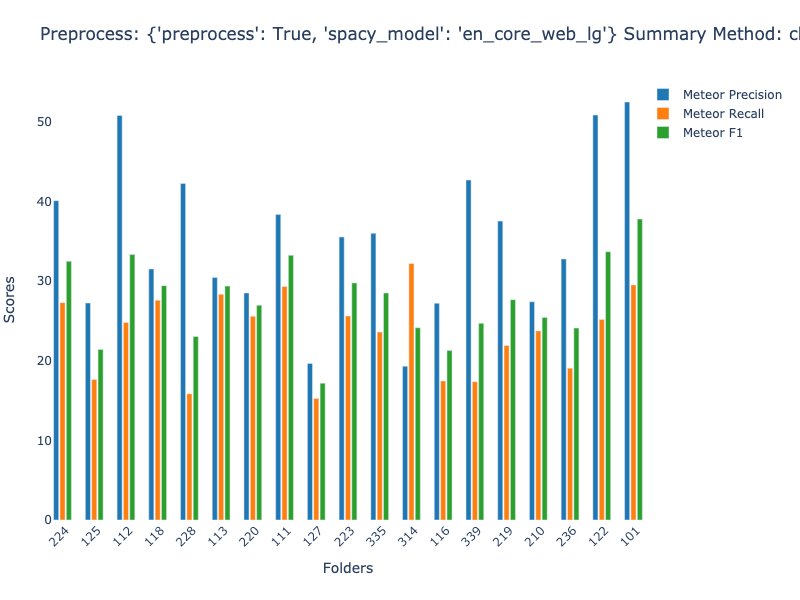 Preprocess: {'preprocess': True, 'spacy_model': 'en_core_web_lg'} Summary Method:
Meteor Precision
Meteor Recall
Meteor F1
50
40
30
20
10
0
Scores
224 125 112 118 228 113 220 111 127 223 335 314 116 339 219 210 236 122 101
Folders